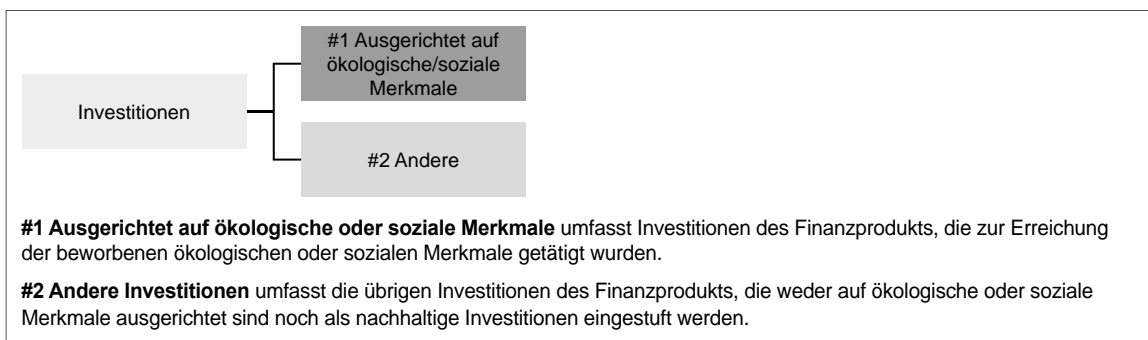 #1 Ausgerichtet auf
ökologische/soziale
Merkmale
Investitionen
#2 Andere
#1 Ausgerichtet auf ökologische oder soziale Merkmale umfasst Investitionen des Finanzprodukts, die zur Erreichung
der beworbenen ökologischen oder sozialen Merkmale getätigt wurden.
#2 Andere Investitionen umfasst die übrigen Investitionen des Finanzprodukts, die weder auf ökologische oder soziale
Merkmale ausgerichtet sind noch als nachhaltige Investitionen eingestuft werden.